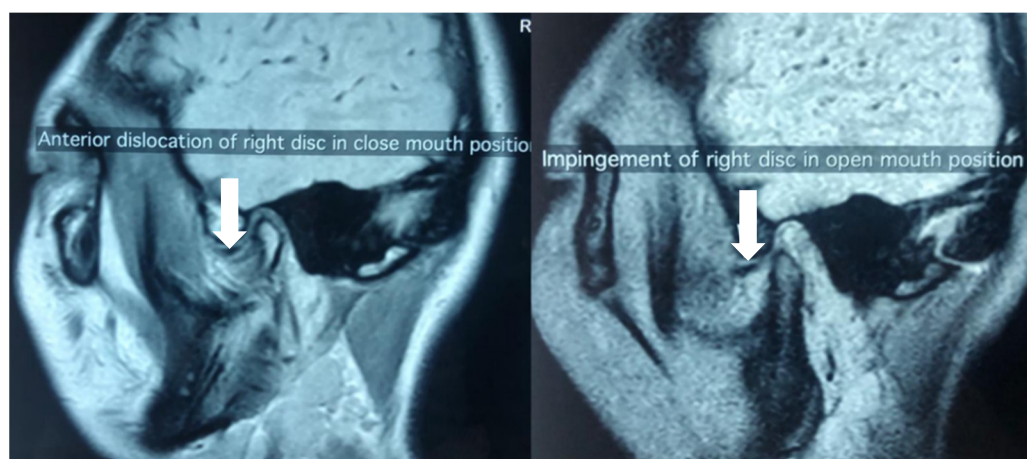 R
Anterior dislocation of right disc in close mouth positio
Impingement of right disc in open mouth position